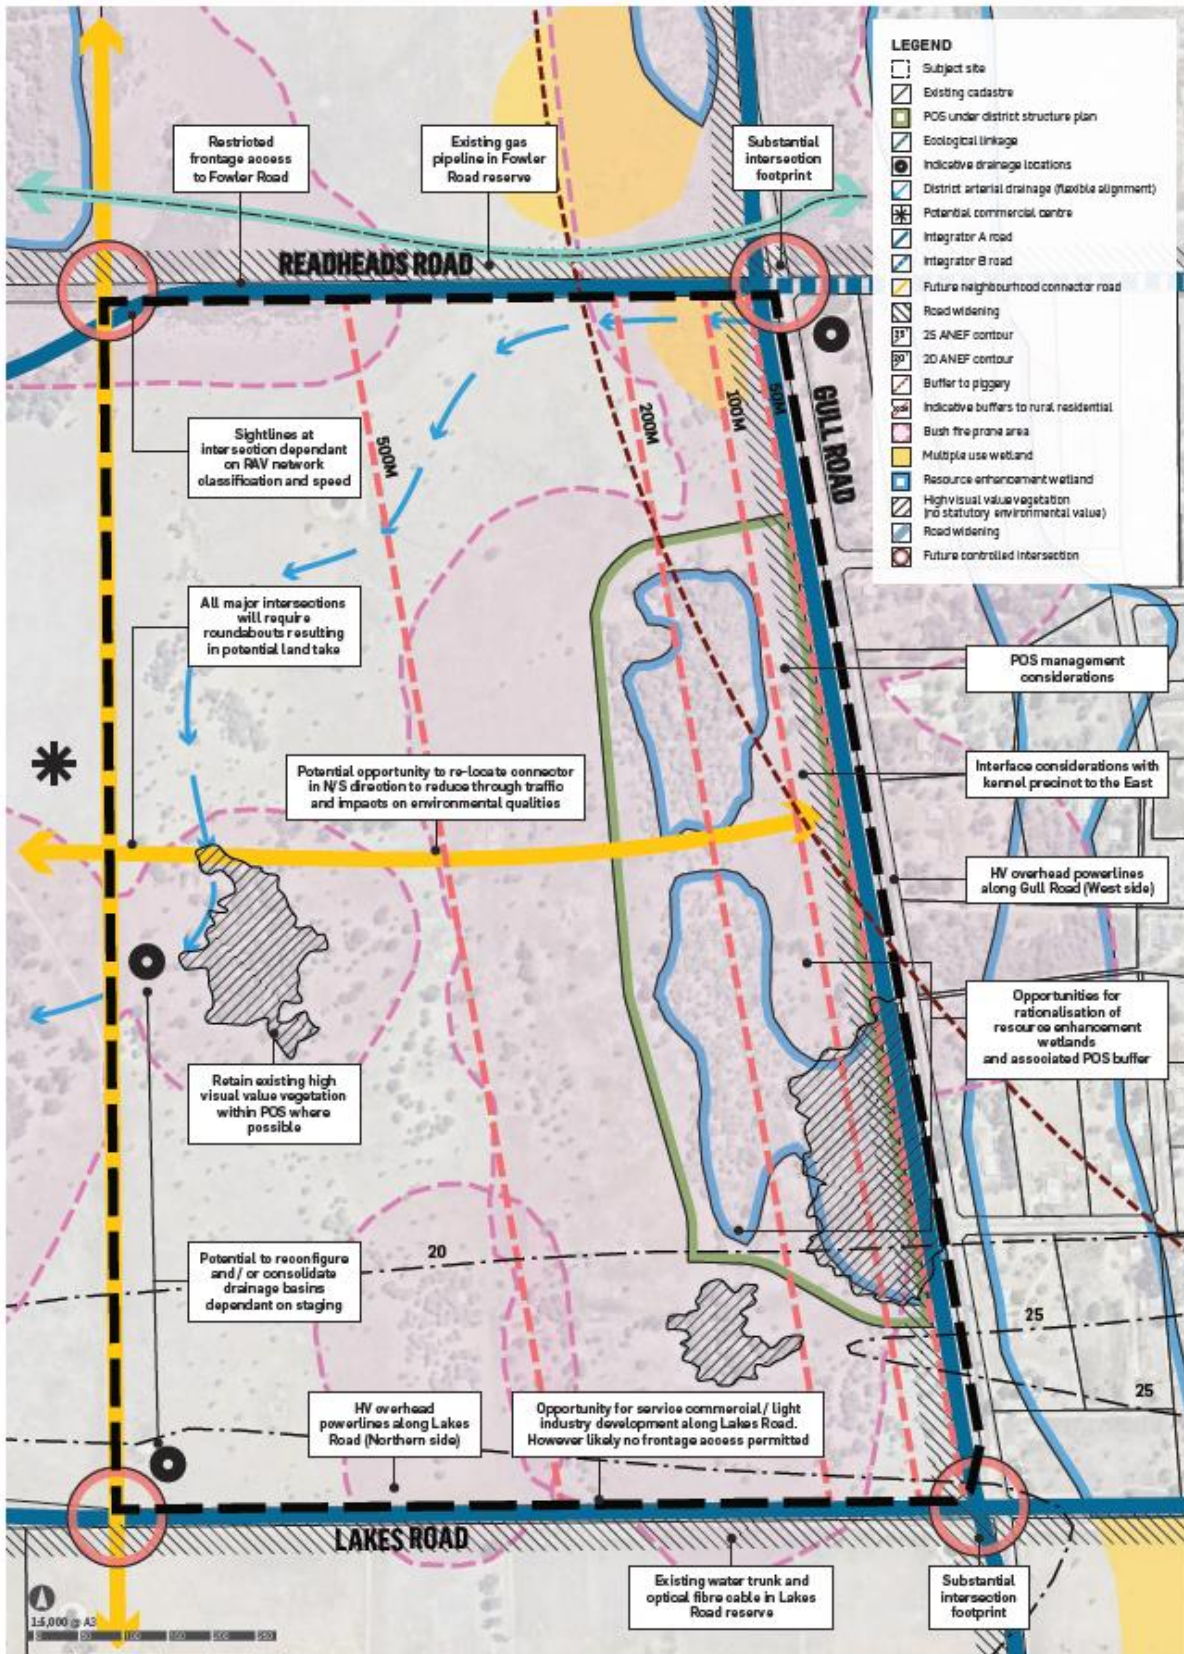 LEGEND
Subject site
Existing cadastre
POS under district structure plan
Ecological linkage
Indicative drainage locations
District arterial drainage (flexible alignment)
Potential commercial centre
Integrator A road
Integrator B road
Future neighbourhood connector road
Road widening
25 ANEF contour
20 ANEF contour
Buffer to piggery
Indicative buffers to rural residential
Bush fire prone area
Multiple use wetland
Resource enhancement wetland
High visual value vegetation
(no statutory environmental value)
Road widening
Future controlled intersection
Restricted
frontage access
to Fowler Road
Existing gas
pipeline in Fowler
Road reserve
Substantial
intersection
footprint
READHEADS ROAD
GULL ROAD
50M
100M
200M
500M
Sightlines at
intersection dependant
on RAV network
classification and speed
All major intersections
will require
roundabouts resulting
in potential land take
POS management
considerations
Potential opportunity to re-locate connector
in N/S direction to reduce through traffic
and impacts on environmental qualities
Interface considerations with
kennel precinct to the East
HV overhead powerlines
along Gull Road (West side)
Opportunities for
rationalisation of
resource enhancement
wetlands
and associated POS buffer
Retain existing high
visual value vegetation
within POS where
possible
Potential to reconfigure
and / or consolidate
drainage basins
dependant on staging
20
25
25
HV overhead
powerlines along Lakes
Road (Northern side)
Opportunity for service commercial / light
industry development along Lakes Road.
However likely no frontage access permitted
LAKES ROAD
Existing water trunk and
optical fibre cable in Lakes
Road reserve
Substantial
intersection
footprint
1:5,000 @ A3